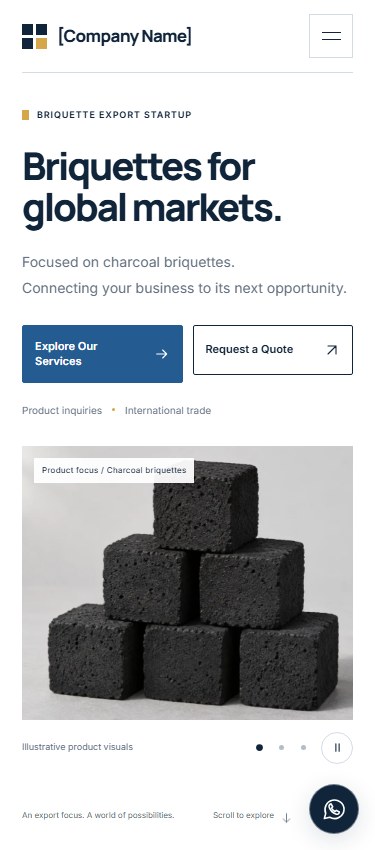 [Company Name]
BRIQUETTE EXPORT STARTUP
Briquettes for
global markets.
Focused on charcoal briquettes.
Connecting your business to its next opportunity.
Explore Our
Services
Request a Quote
Product inquiries • International trade
Product focus / Charcoal briquettes
Illustrative product visuals
An export focus. A world of possibilities.
Scroll to explore